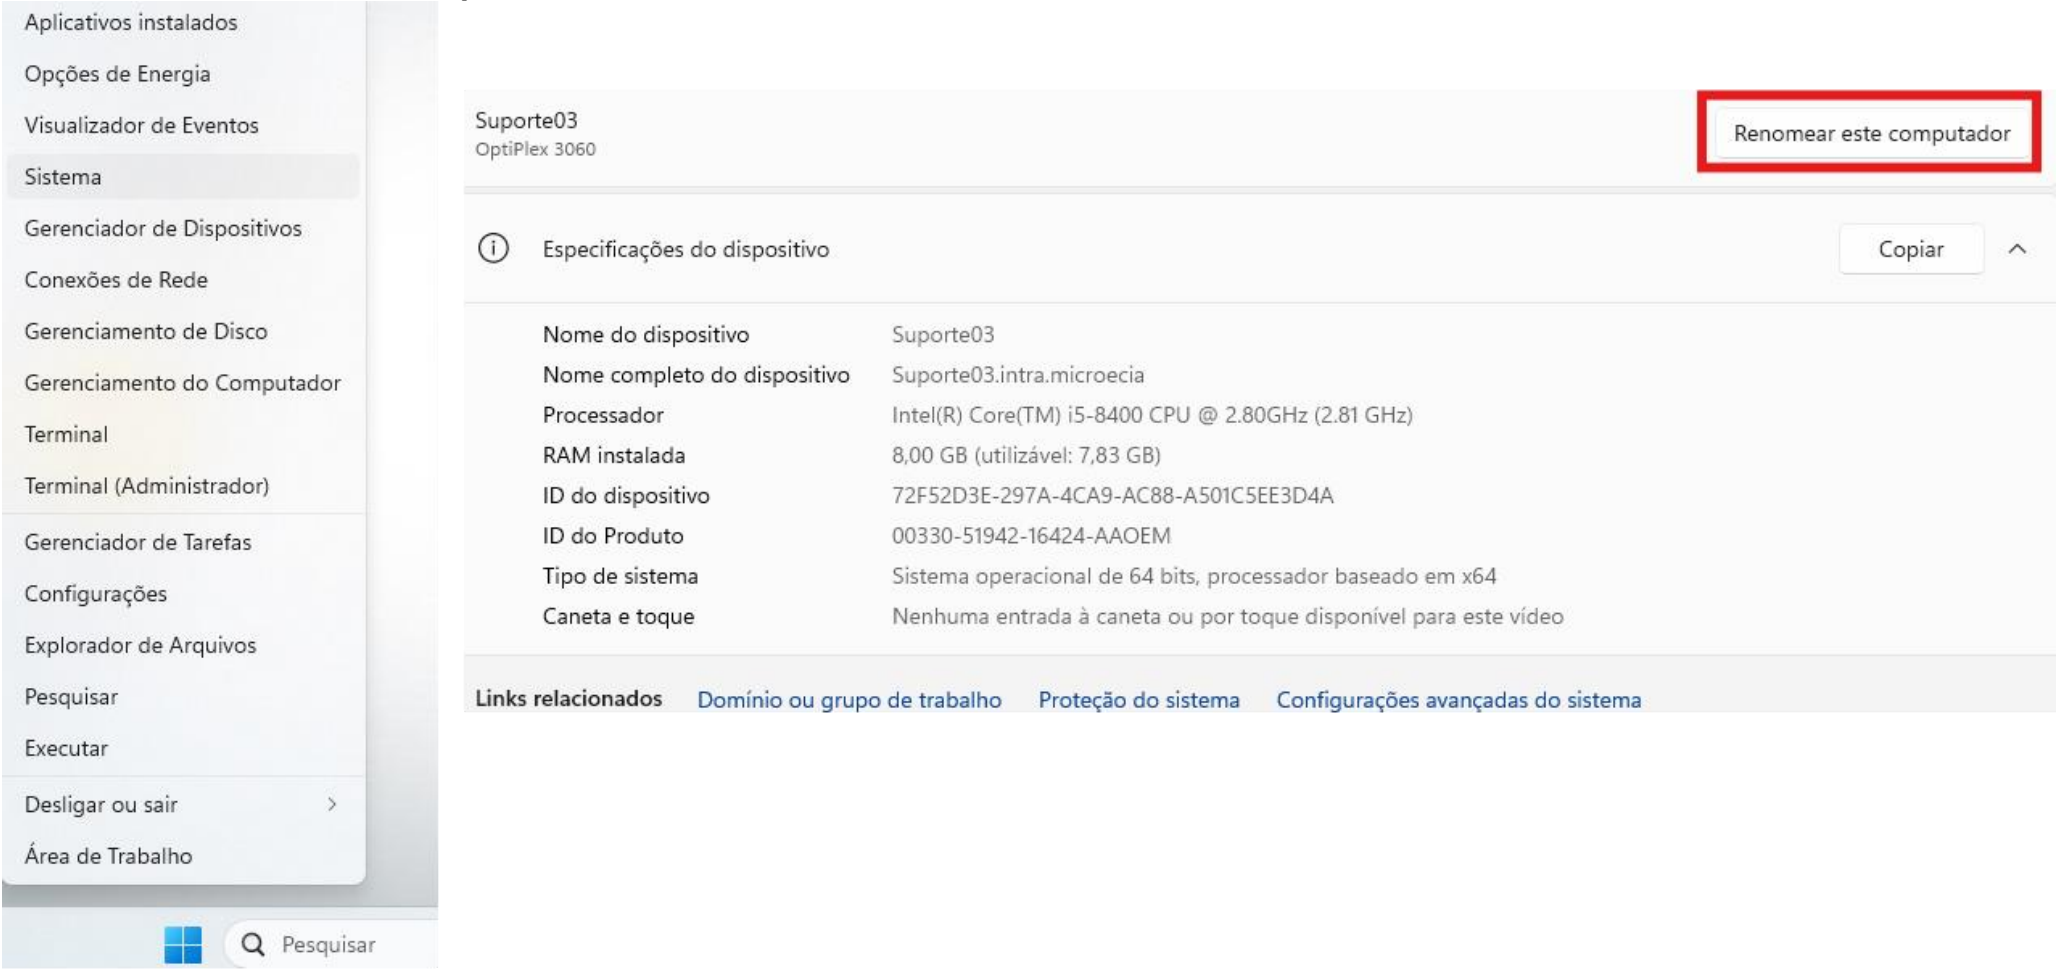 Aplicativos instalados
Opções de Energia
Visualizador de Eventos
Sistema
Gerenciador de Dispositivos
Conexões de Rede
Gerenciamento de Disco
Gerenciamento do Computador
Terminal
Terminal (Administrador)
Gerenciador de Tarefas
Configurações
Explorador de Arquivos
Pesquisar
Executar
Desligar ou sair
Área de Trabalho
Pesquisar
Suporte03
OptiPlex 3060
Renomear este computador
Especificações do dispositivo
Copiar
Nome do dispositivo Suporte03
Nome completo do dispositivo Suporte03.intra.microecia
Processador Intel(R) Core(TM) i5-8400 CPU @ 2.80GHz (2.81 GHz)
RAM instalada 8,00 GB (utilizável: 7,83 GB)
ID do dispositivo 72F52D3E-297A-4CA9-AC88-A501C5EE3D4A
ID do Produto 00330-51942-16424-AAOEM
Tipo de sistema Sistema operacional de 64 bits, processador baseado em x64
Caneta e toque Nenhuma entrada à caneta ou por toque disponível para este vídeo
Links relacionados Domínio ou grupo de trabalho Proteção do sistema Configurações avançadas do sistema